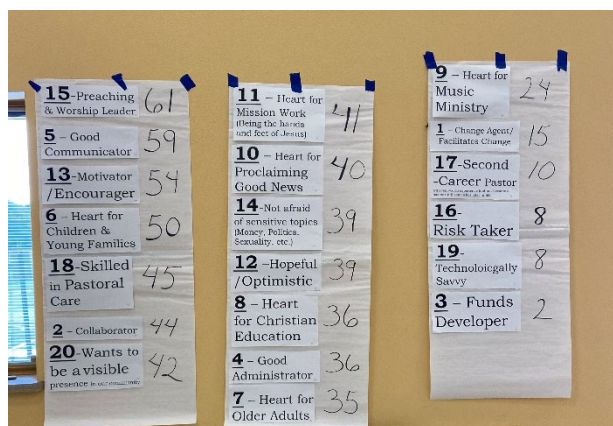 15-Preaching 61
& Worship Leader
5 – Good 59
Communicator
13-Motivator 54
/Encourager
6 – Heart for 50
Children &
Young Families
18-Skilled 45
in Pastoral
Care
2 – Collaborator 44
20-Wants to 42
be a visible
presence in our community
11 – Heart for 41
Mission Work
(Being the hands
and feet of Jesus)
10 – Heart for 40
Proclaiming
Good News
14-Not afraid 39
of sensitive topics
(Money, Politics,
Sexuality, etc.)
12-Hopeful 39
/Optimistic
8 – Heart 36
for Christian
Education
4 – Good 36
Administrator
7 – Heart for 35
Older Adults
9 – Heart for 24
Music
Ministry
1 – Change Agent/ 15
Facilitates Change
17-Second 10
-Career Pastor
16- 8
Risk Taker
19- 8
Technoloicgally
Savvy
3 – Funds 2
Developer